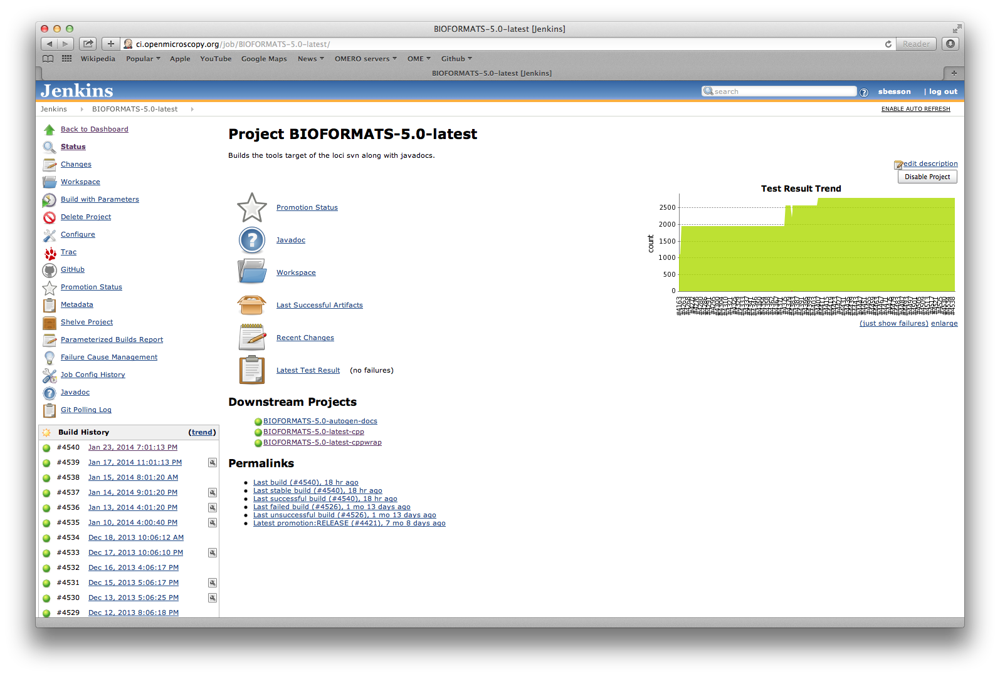 BIOFORMATS-5.0-latest [Jenkins]
ci.openmicroscopy.org/job/BIOFORMATS-5.0-latest/
Reader
Wikipedia Popular Apple YouTube Google Maps News OMERO servers OME Github
BIOFORMATS-5.0-latest [Jenkins]
Jenkins
search
sbesson
| log out
Jenkins BIOFORMATS-5.0-latest
ENABLE AUTO REFRESH
Back to Dashboard
Status
Changes
Workspace
Build with Parameters
Delete Project
Configure
Trac
GitHub
Promotion Status
Metadata
Shelve Project
Parameterized Builds Report
Failure Cause Management
Job Config History
Javadoc
Git Polling Log
Build History (trend)
#4540 Jan 23, 2014 7:01:13 PM
#4539 Jan 17, 2014 11:01:13 PM
#4538 Jan 15, 2014 8:01:20 AM
#4537 Jan 14, 2014 9:01:20 PM
#4536 Jan 13, 2014 4:01:20 PM
#4535 Jan 10, 2014 4:00:40 PM
#4534 Dec 18, 2013 10:06:12 AM
#4533 Dec 17, 2013 10:06:10 PM
#4532 Dec 16, 2013 4:06:17 PM
#4531 Dec 15, 2013 5:06:17 PM
#4530 Dec 13, 2013 5:06:25 PM
#4529 Dec 12, 2013 8:06:18 PM
Project BIOFORMATS-5.0-latest
Builds the tools target of the loci svn along with javadocs.
edit description
Disable Project
Promotion Status
Javadoc
Workspace
Last Successful Artifacts
Recent Changes
Latest Test Result (no failures)
Test Result Trend
count
2500
2000
1500
1000
500
0
#4163
#4538
(just show failures) enlarge
Downstream Projects
BIOFORMATS-5.0-autogen-docs
BIOFORMATS-5.0-latest-cpp
BIOFORMATS-5.0-latest-cppwrap
Permalinks
Last build (#4540), 18 hr ago
Last stable build (#4540), 18 hr ago
Last successful build (#4540), 18 hr ago
Last failed build (#4526), 1 mo 13 days ago
Last unsuccessful build (#4526), 1 mo 13 days ago
Latest promotion:RELEASE (#4421), 7 mo 8 days ago